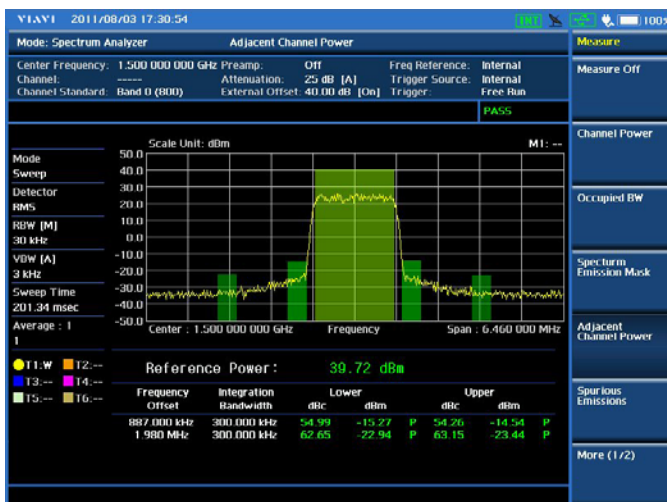 VIAVI 2011/08/03 17:30:54 INT 100%
Mode: Spectrum Analyzer Adjacent Channel Power
Center Frequency: 1.500 000 000 GHz Preamp: Off Freq Reference: Internal
Channel: ----- Attenuation: 25 dB [A] Trigger Source: Internal
Channel Standard: Band 0 (800) External Offset: 40.00 dB [On] Trigger: Free Run
PASS
Scale Unit: dBm M1: --
Mode
Sweep
Detector
RMS
RBW [M]
30 kHz
VBW [A]
3 kHz
Sweep Time
201.34 msec
Average : 1
1
T1:W T2:--
T3:-- T4:--
T5:-- T6:--
50.0
40.0
30.0
20.0
10.0
0.0
-10.0
-20.0
-30.0
-40.0
-50.0
Center : 1.500 000 000 GHz Frequency Span : 6.460 000 MHz
Reference Power: 39.72 dBm
Frequency Integration Lower Upper
Offset Bandwidth dBc dBm dBc dBm
887.000 kHz 300.000 kHz 54.99 -15.27 P 54.26 -14.54 P
1.980 MHz 300.000 kHz 62.65 -22.94 P 63.15 -23.44 P
Measure
Measure Off
Channel Power
Occupied BW
Specturm
Emission Mask
Adjacent
Channel Power
Spurious
Emissions
More (1/2)